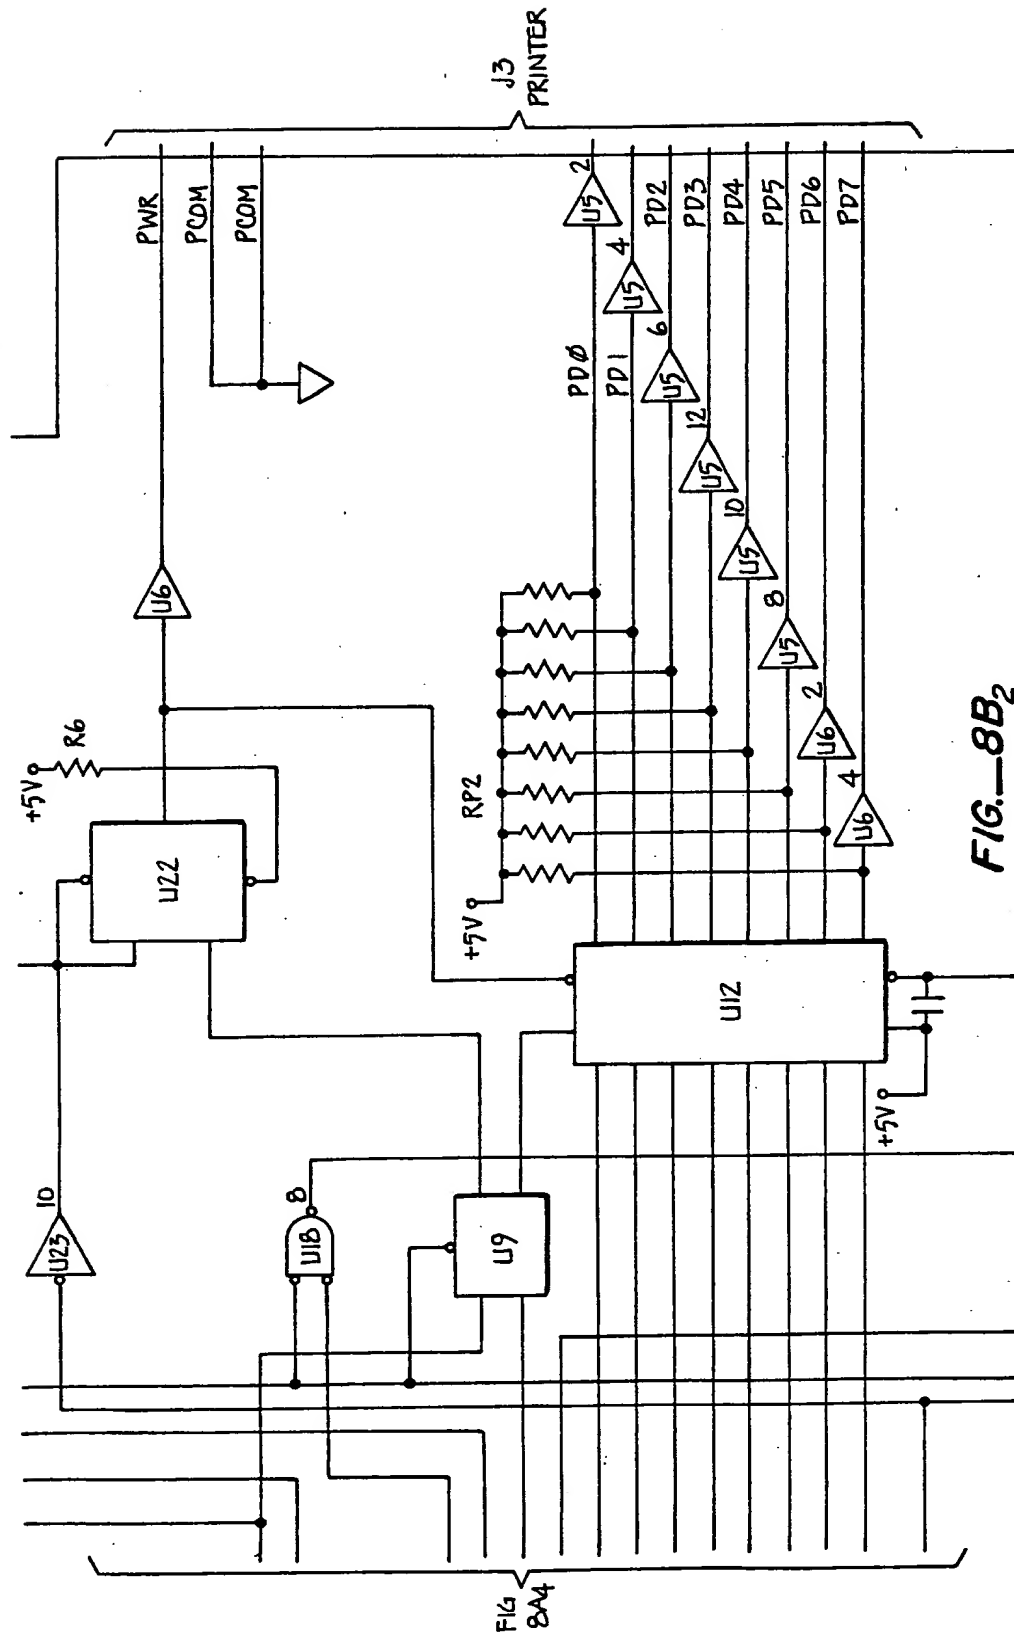 J3
PRINTER
PWR
PCOM
PCOM
+5V
R6
U6
U22
U23
10
2
U5
4
U5
PD0
PD1
6
U5
PD2
12
U5
PD3
10
U5
PD4
8
U5
PD5
2
U6
PD6
4
U6
PD7
RP2
+5V
U12
+5V
8
U18
U9
FIG
8A4
FIG._8B2